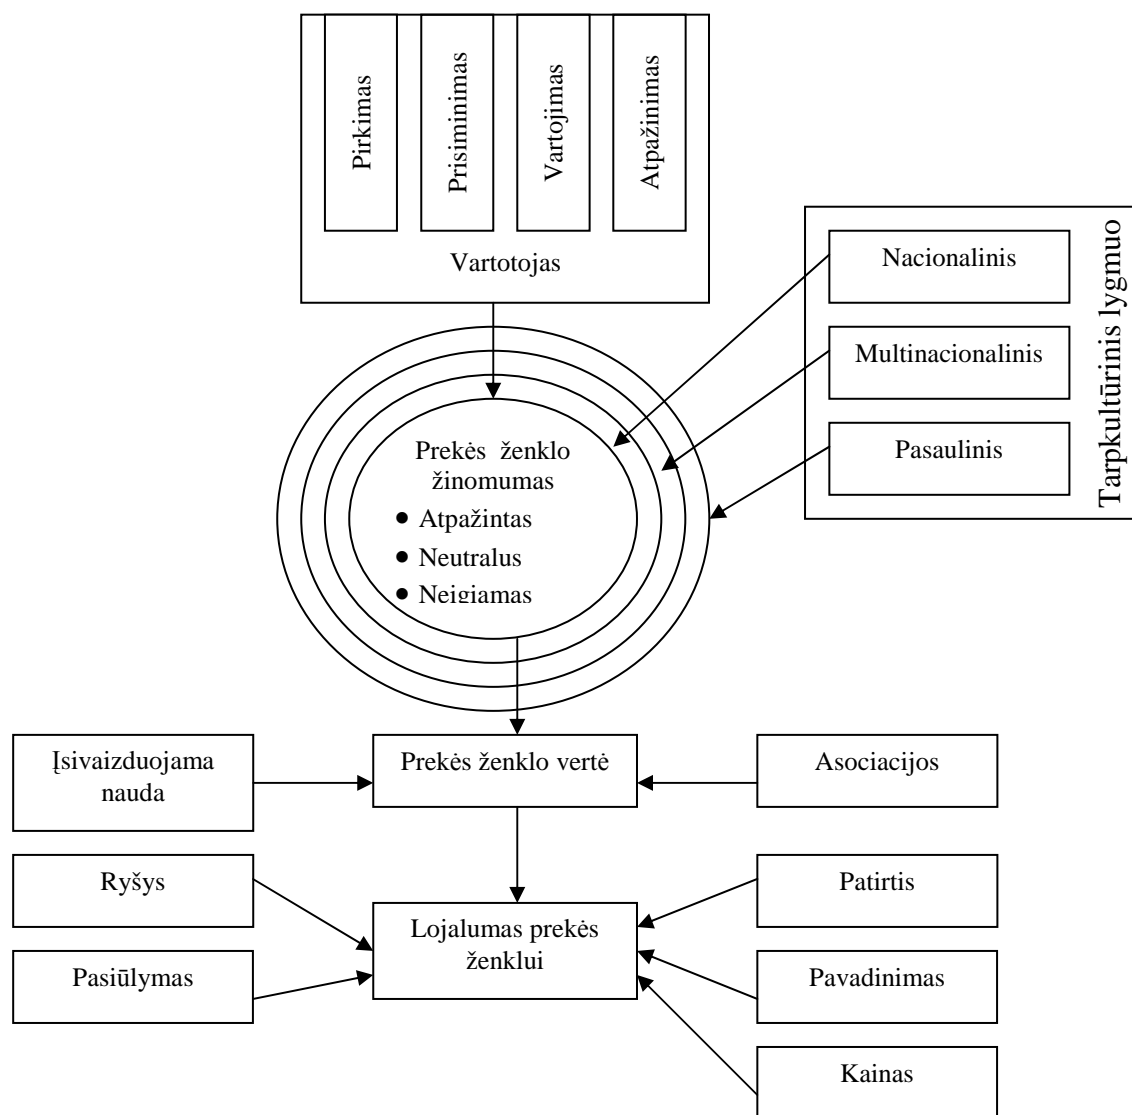 Pirkimas
Prisiminimas
Vartojimas
Atpažinimas
Vartotojas
Tarpkultūrinis lygmuo
Nacionalinis
Multinacionalinis
Pasaulinis
Prekės ženklo
žinomumas
• Atpažintas
• Neutralus
• Neigiamas
Įsivaizduojama
nauda
Prekės ženklo vertė
Asociacijos
Ryšys
Patirtis
Lojalumas prekės
ženklui
Pasiūlymas
Pavadinimas
Kainas